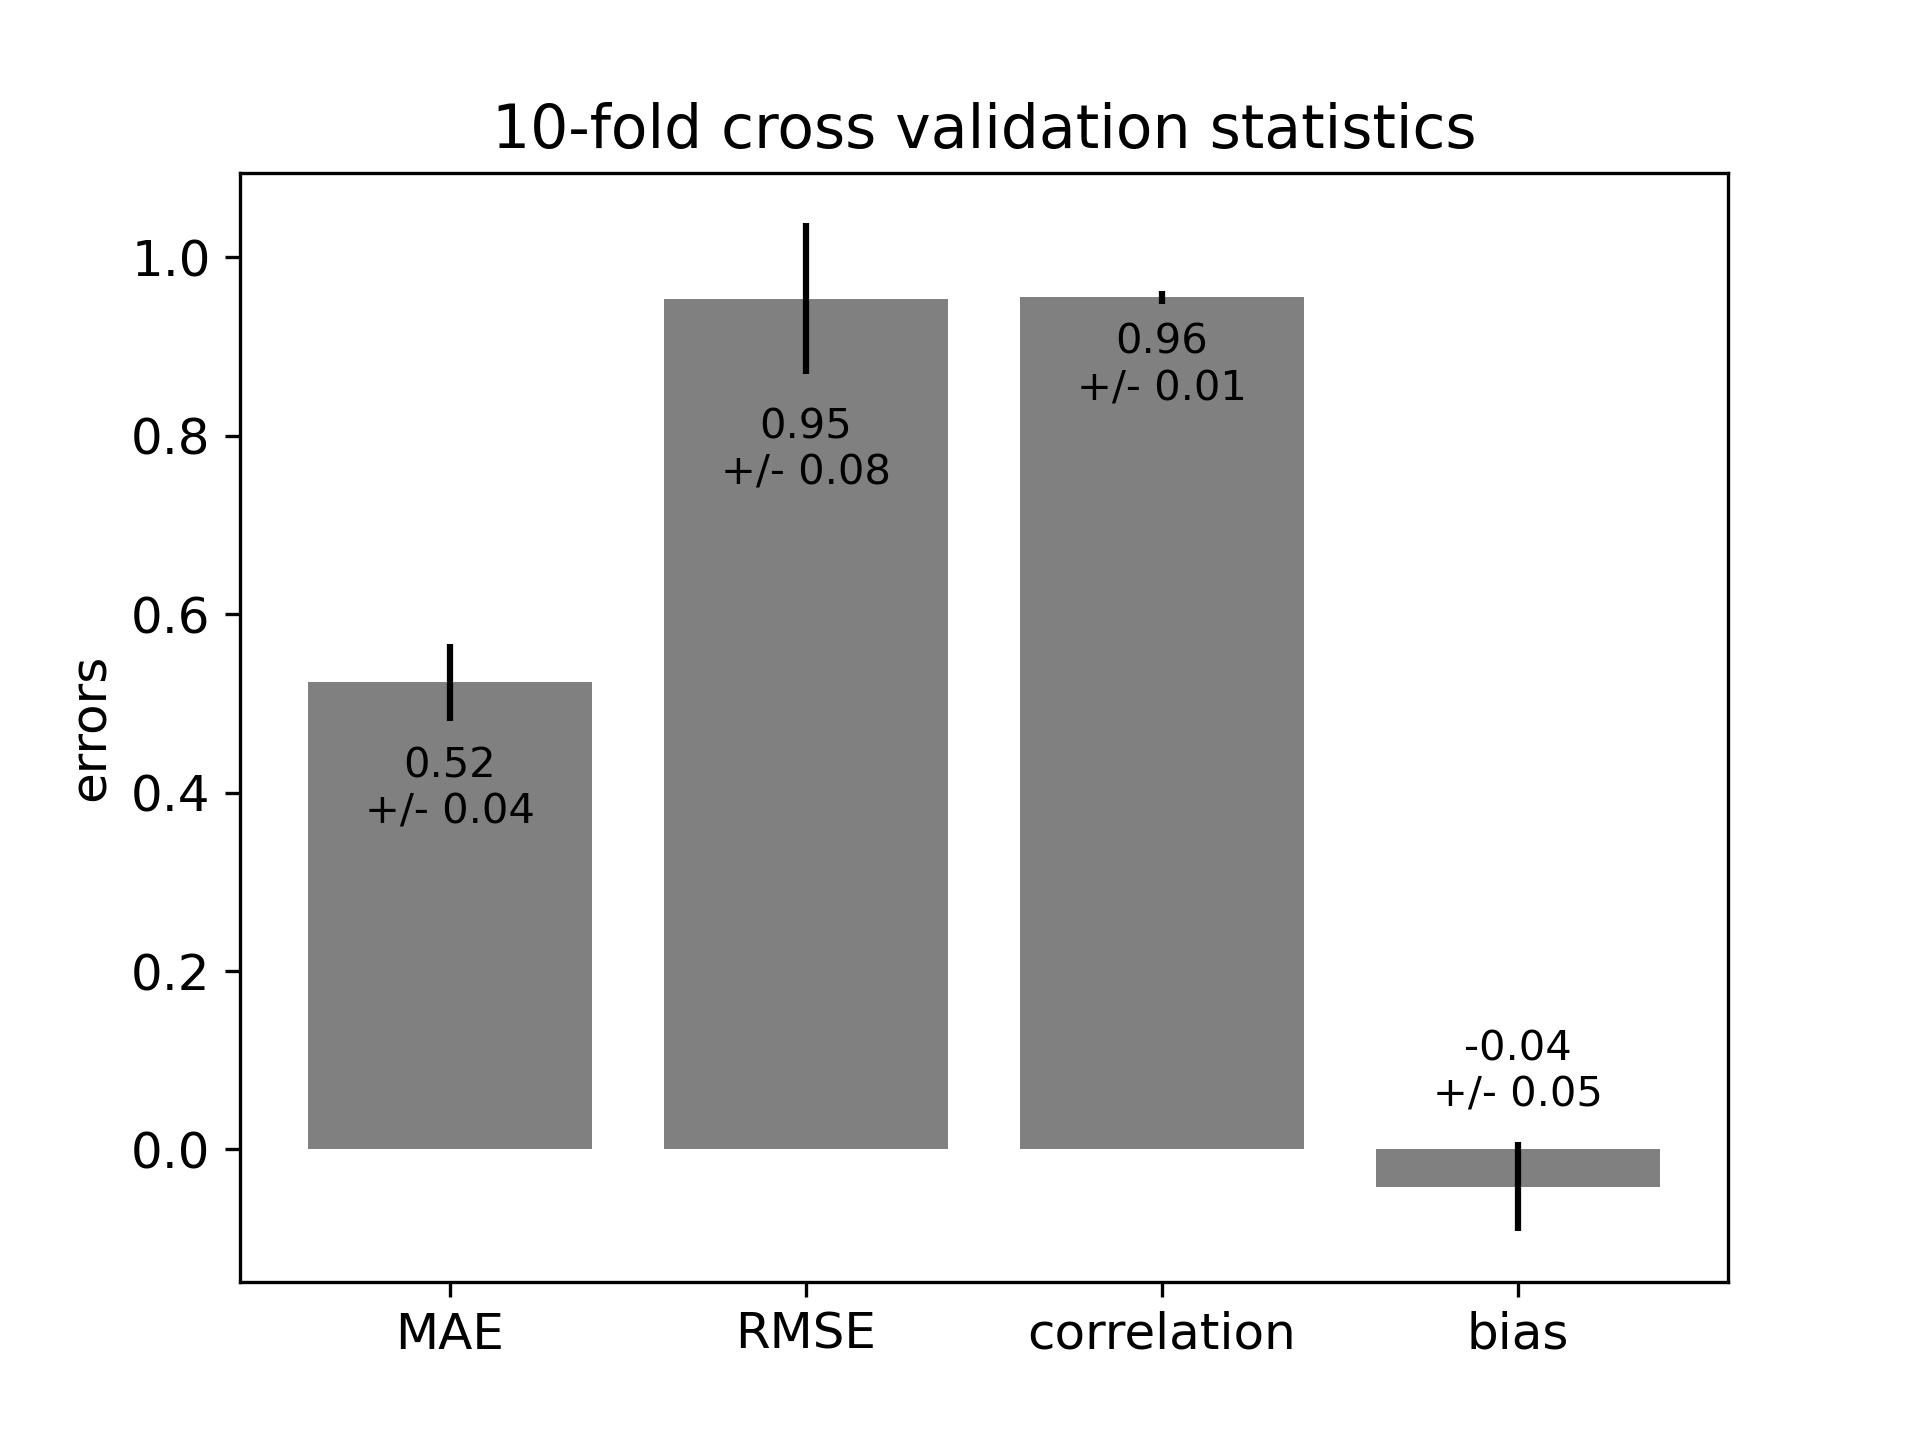 10-fold cross validation statistics
errors
1.0
0.8
0.6
0.4
0.2
0.0
0.52
+/- 0.04
0.95
+/- 0.08
0.96
+/- 0.01
-0.04
+/- 0.05
MAE
RMSE
correlation
bias